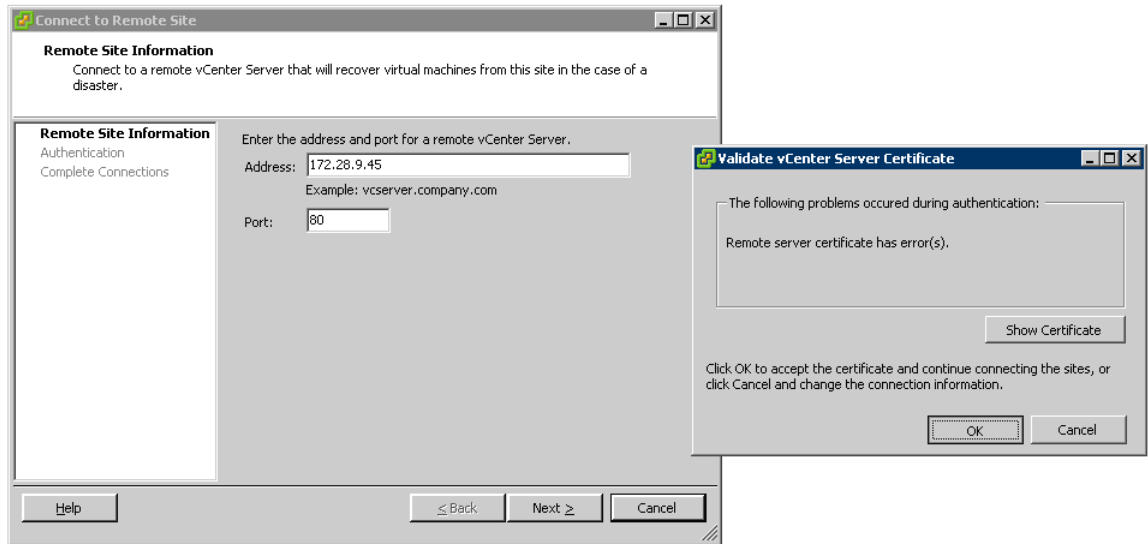 Connect to Remote Site
Remote Site Information
Connect to a remote vCenter Server that will recover virtual machines from this site in the case of a
disaster.
Remote Site Information
Authentication
Complete Connections
Enter the address and port for a remote vCenter Server.
Address: 172.28.9.45
Example: vcserver.company.com
Port: 80
Help
< Back
Next >
Cancel
Validate vCenter Server Certificate
The following problems occured during authentication:
Remote server certificate has error(s).
Show Certificate
Click OK to accept the certificate and continue connecting the sites, or
click Cancel and change the connection information.
OK
Cancel